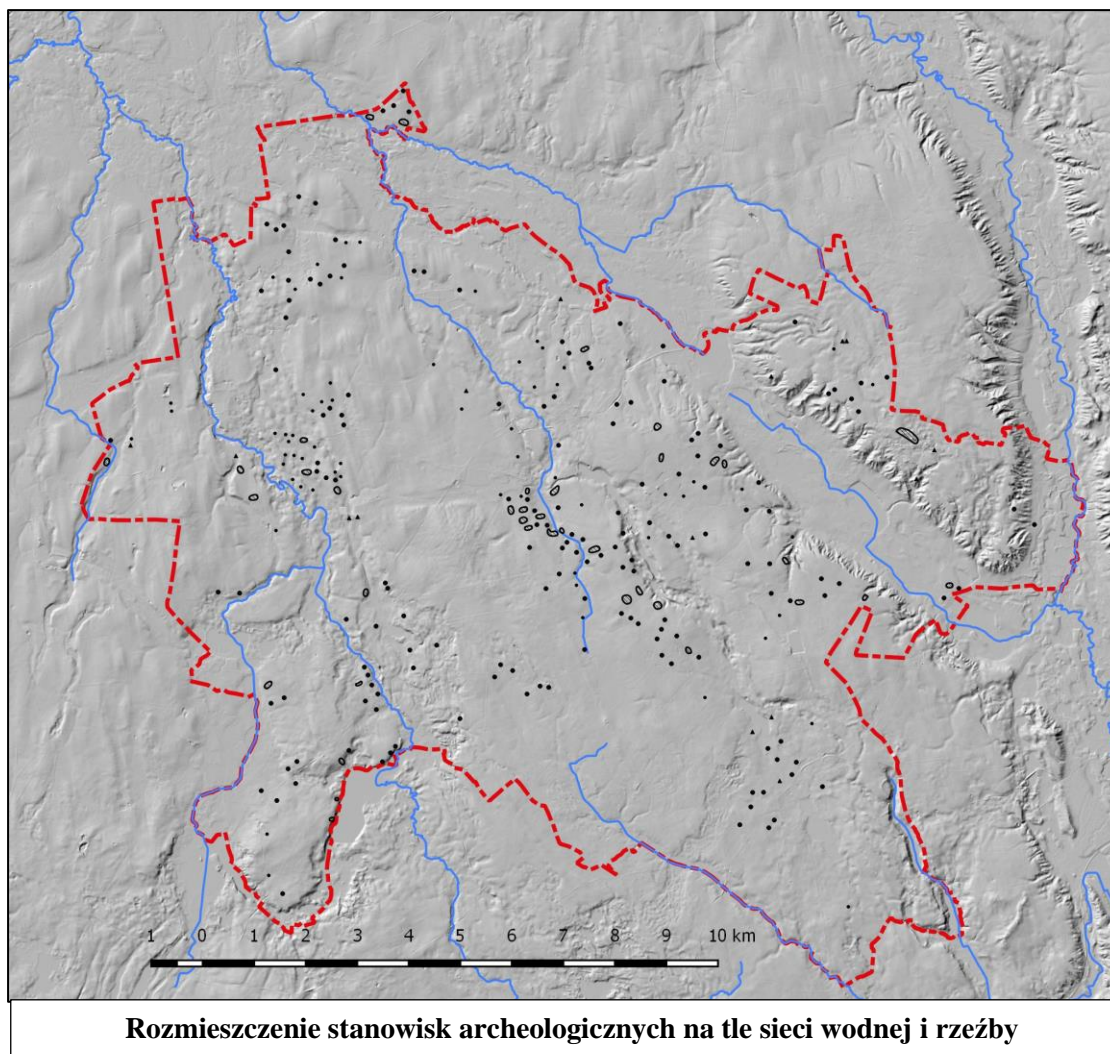 1 0 1 2 3 4 5 6 7 8 9 10 km
Rozmieszczenie stanowisk archeologicznych na tle sieci wodnej i rzeźby